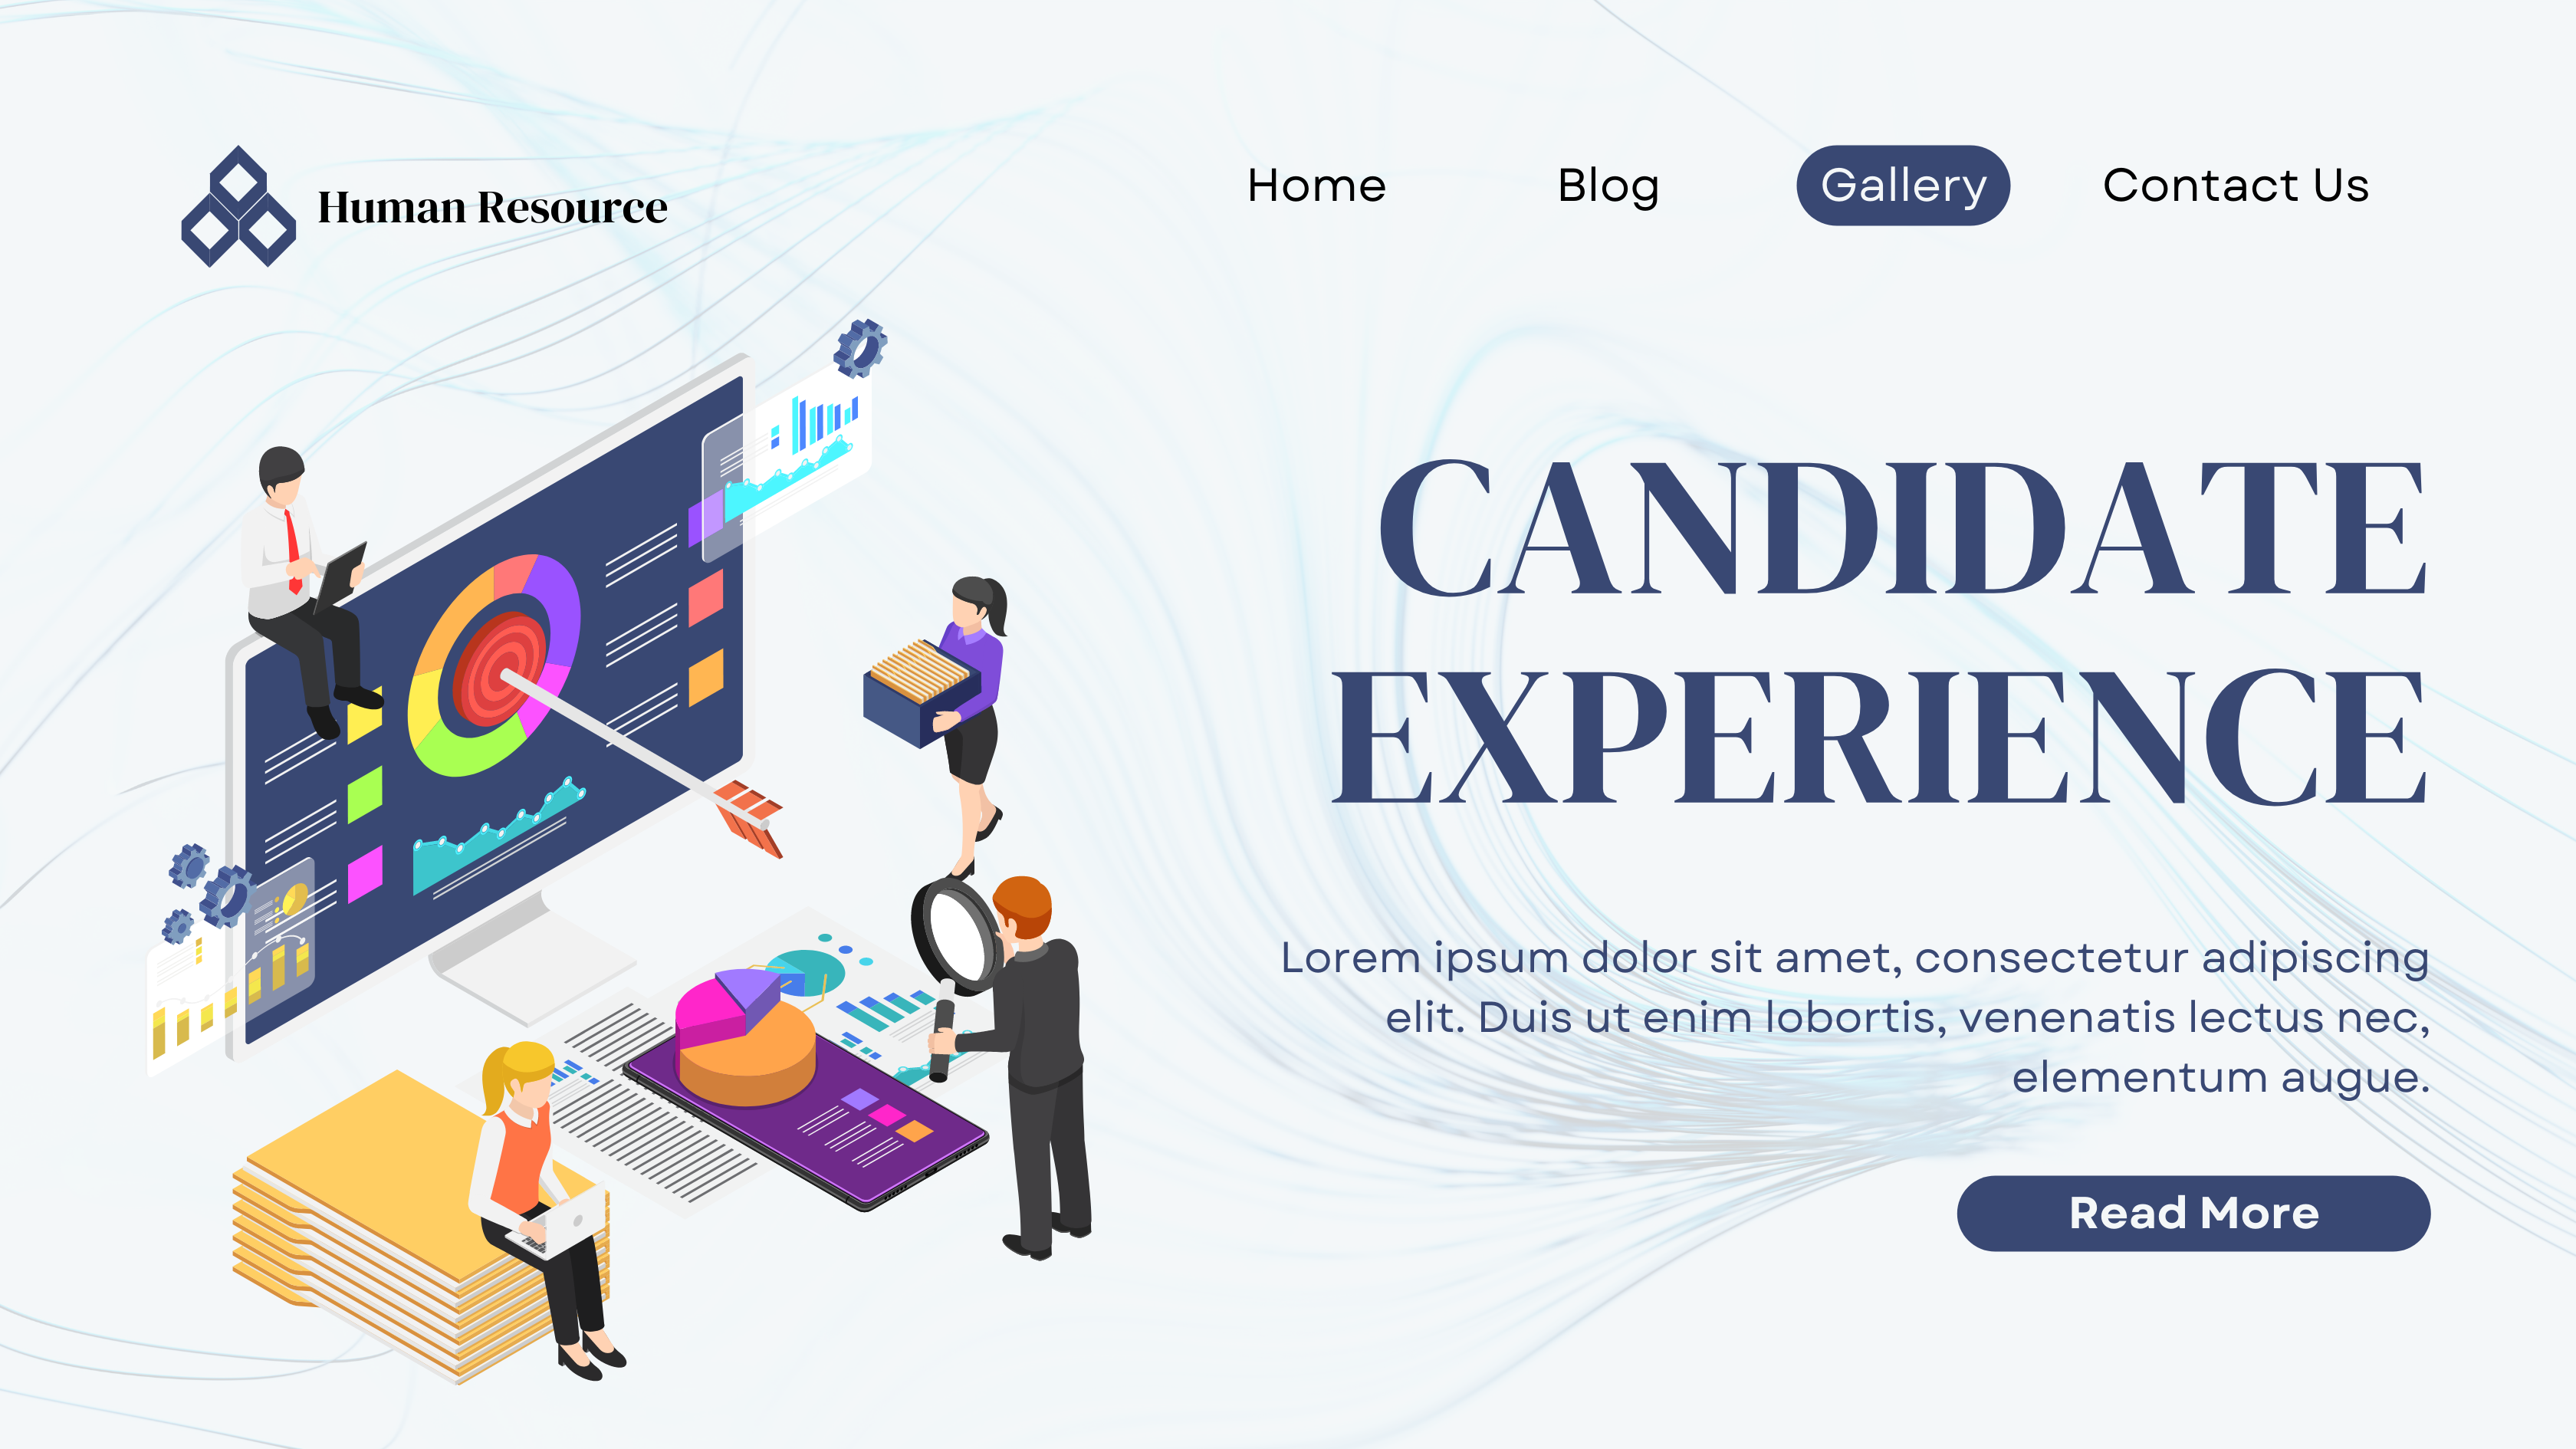 Human Resource
Home
Blog
Gallery
Contact Us
CANDIDATE
EXPERIENCE
Lorem ipsum dolor sit amet, consectetur adipiscing
elit. Duis ut enim lobortis, venenatis lectus nec,
elementum augue.
Read More